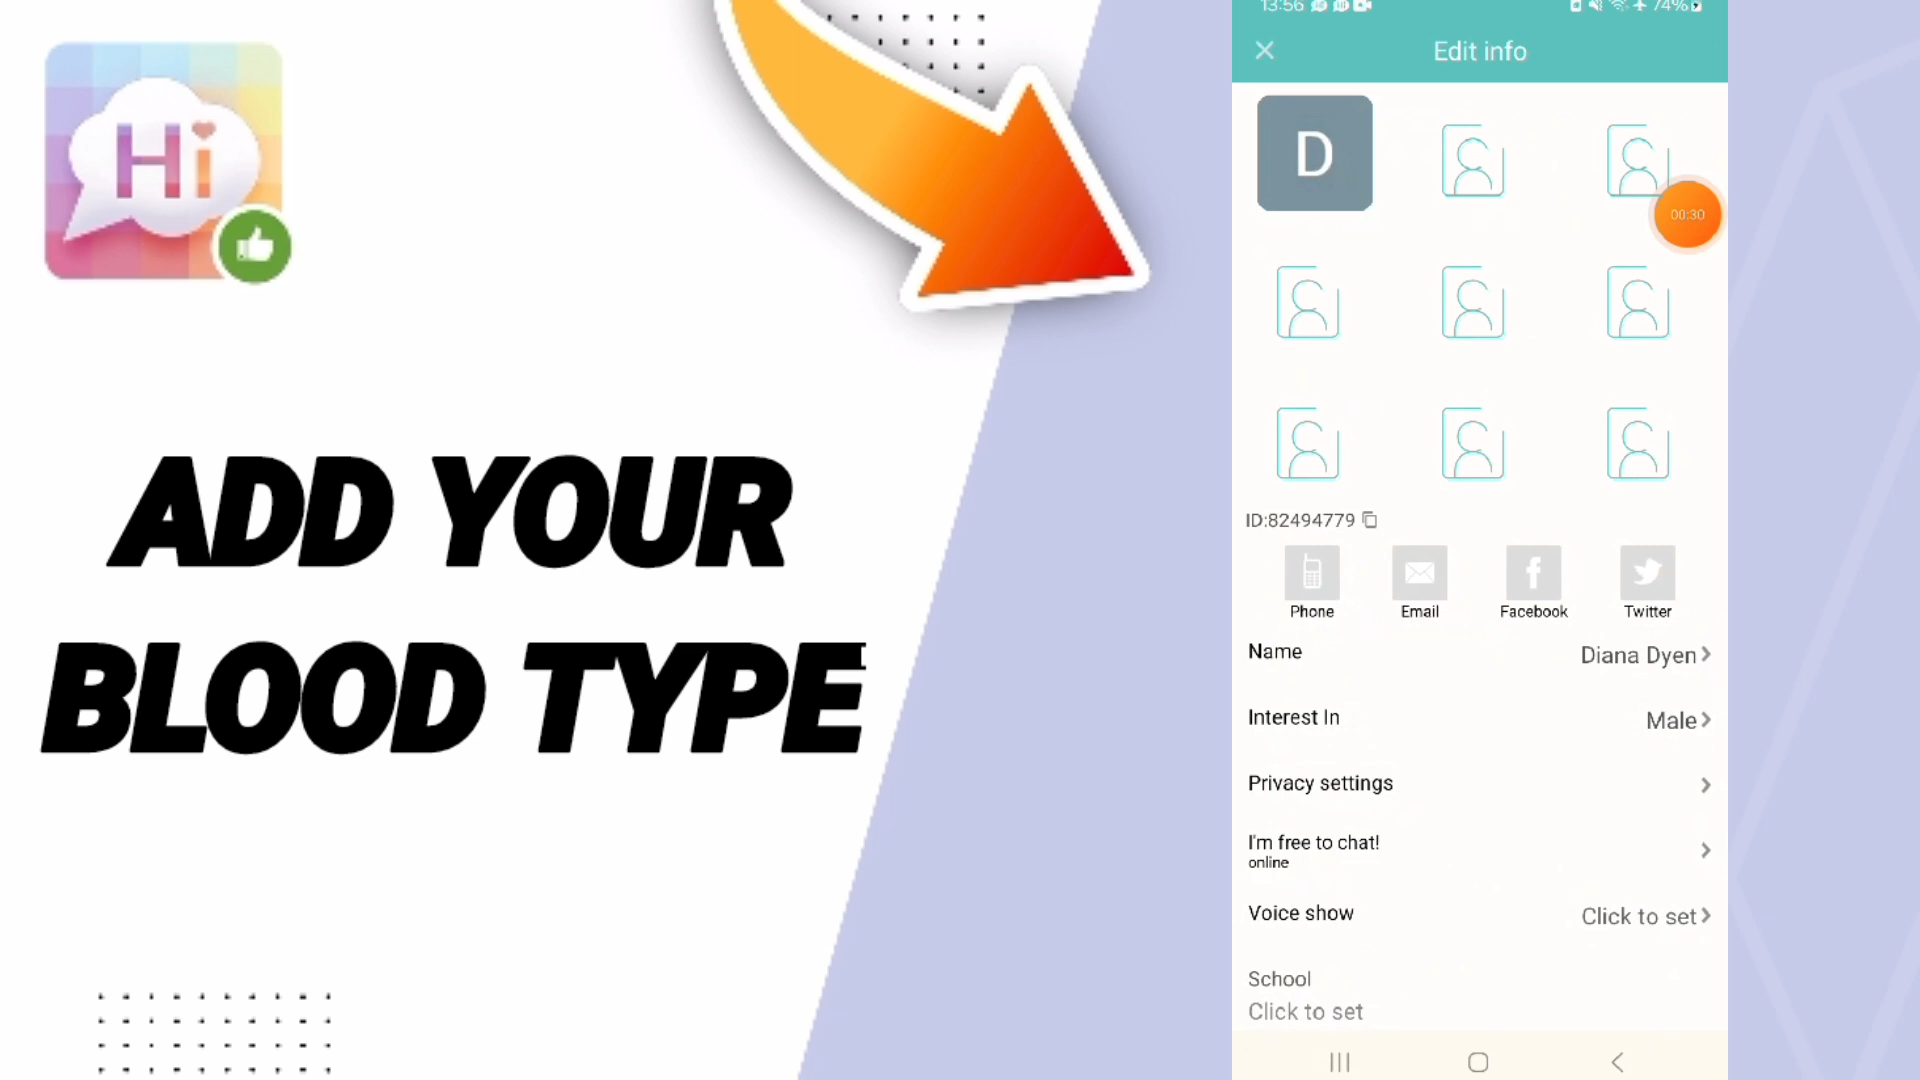 Hi
ADD YOUR
BLOOD TYPE
13:56
74%
Edit info
D
00:30
ID:82494779
Phone Email Facebook Twitter
Name Diana Dyen
Interest In Male
Privacy settings
I'm free to chat!
online
Voice show Click to set
School
Click to set